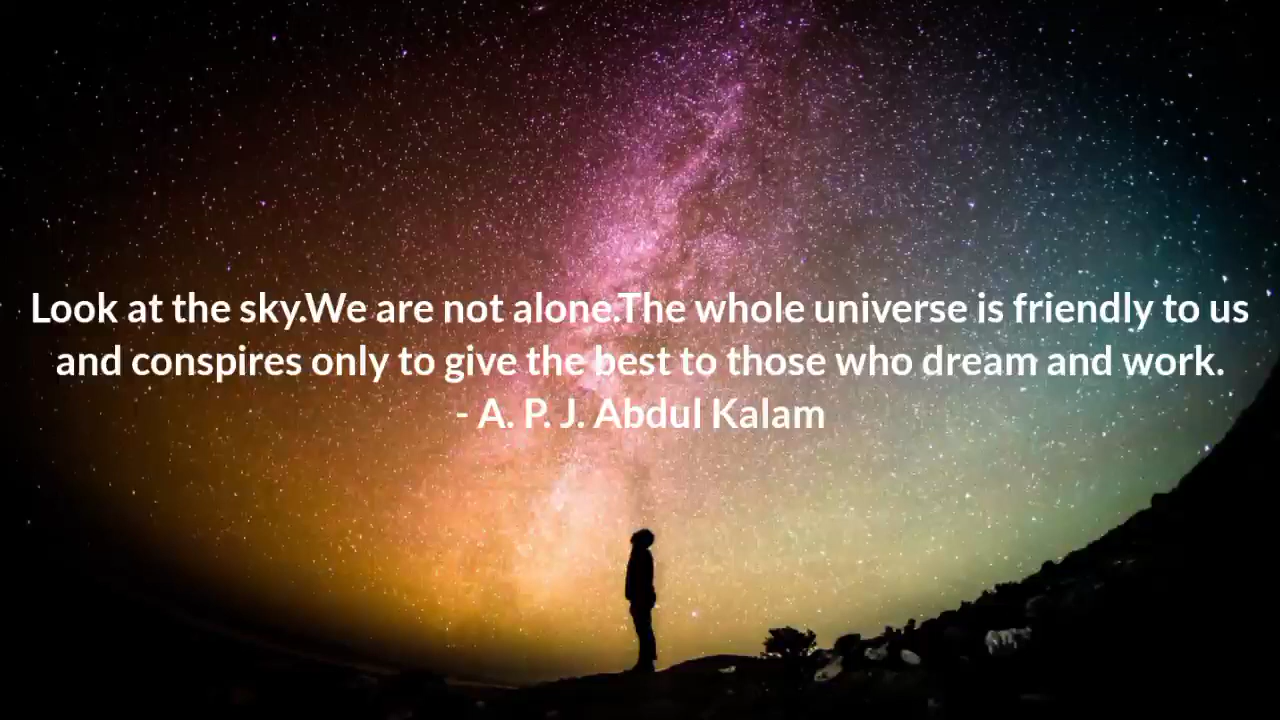 Look at the sky.We are not alone.The whole universe is friendly to us
and conspires only to give the best to those who dream and work.
- A. P. J. Abdul Kalam